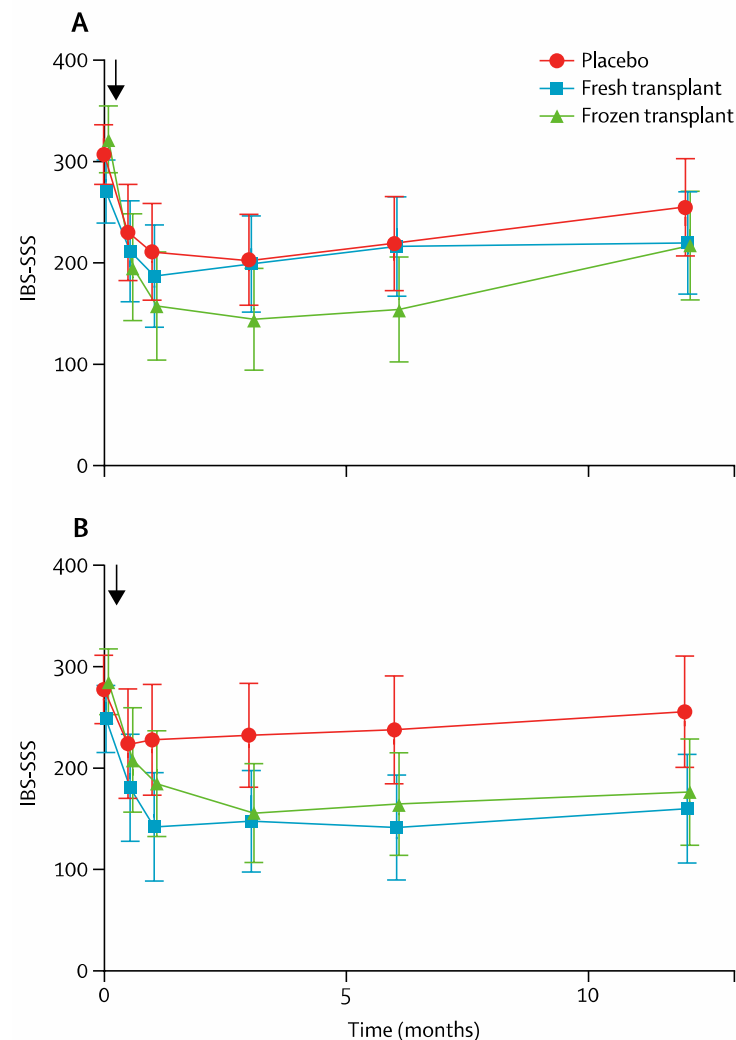 A
400
300
200
100
0
IBS-SSS
Placebo
Fresh transplant
Frozen transplant
B
400
300
200
100
0
IBS-SSS
0
5
10
Time (months)